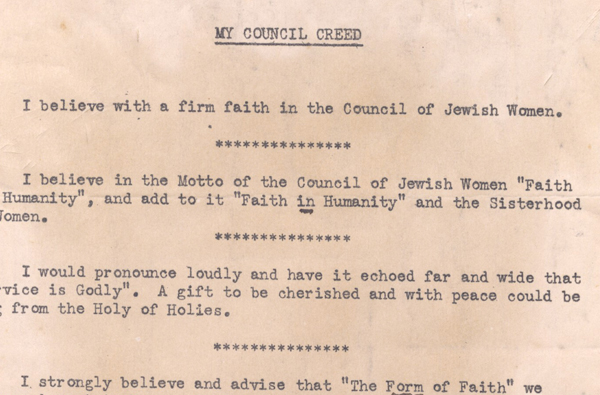 MY COUNCIL CREED
I believe with a firm faith in the Council of Jewish Women.
***************
I believe in the Motto of the Council of Jewish Women "Faith
Humanity", and add to it "Faith in Humanity" and the Sisterhood
Women.
***************
I would pronounce loudly and have it echoed far and wide that
vice is Godly". A gift to be cherished and with peace could be
from the Holy of Holies.
***************
I strongly believe and advise that "The Form of Faith" we